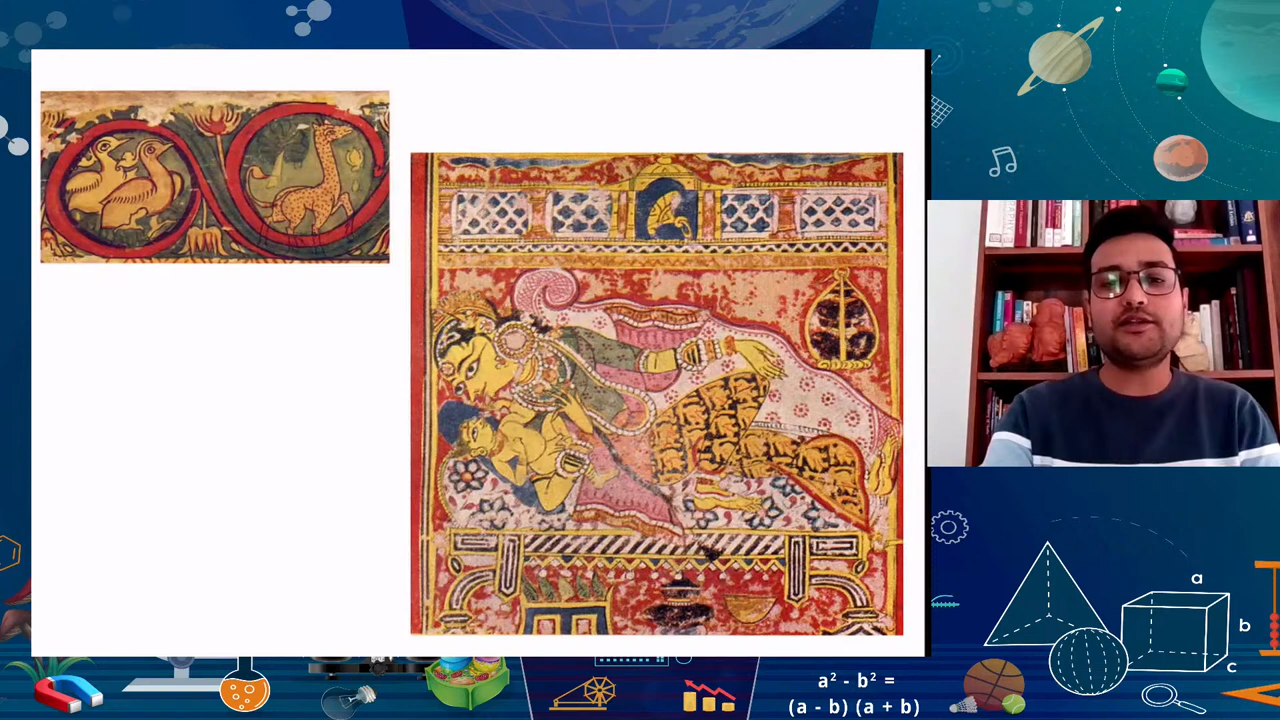 a
b
c
a² - b² =
(a - b) (a + b)